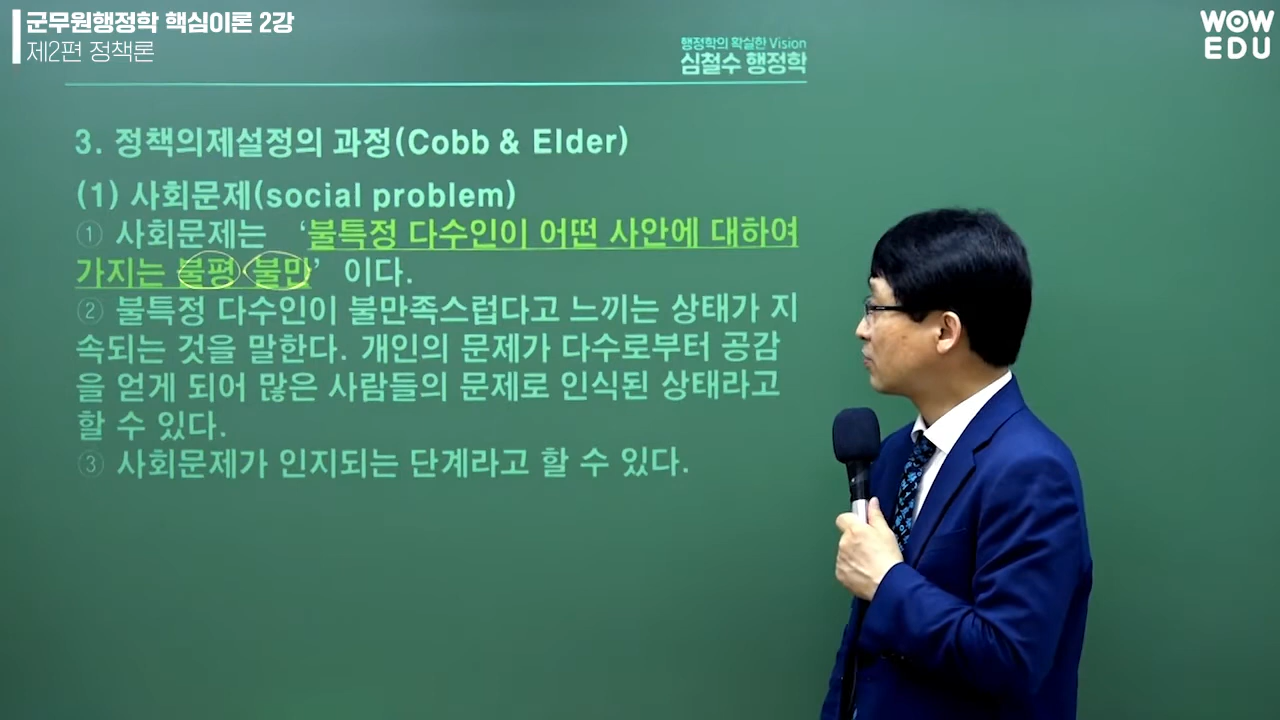 군무원행정학 핵심이론 2강
제2편 정책론
WOW
EDU
행정학의 확실한 Vision
심철수 행정학
3. 정책의제설정의 과정(Cobb & Elder)
(1) 사회문제(social problem)
① 사회문제는 ‘불특정 다수인이 어떤 사안에 대하여
가지는 불평 불만’ 이다.
② 불특정 다수인이 불만족스럽다고 느끼는 상태가 지
속되는 것을 말한다. 개인의 문제가 다수로부터 공감
을 얻게 되어 많은 사람들의 문제로 인식된 상태라고
할 수 있다.
③ 사회문제가 인지되는 단계라고 할 수 있다.